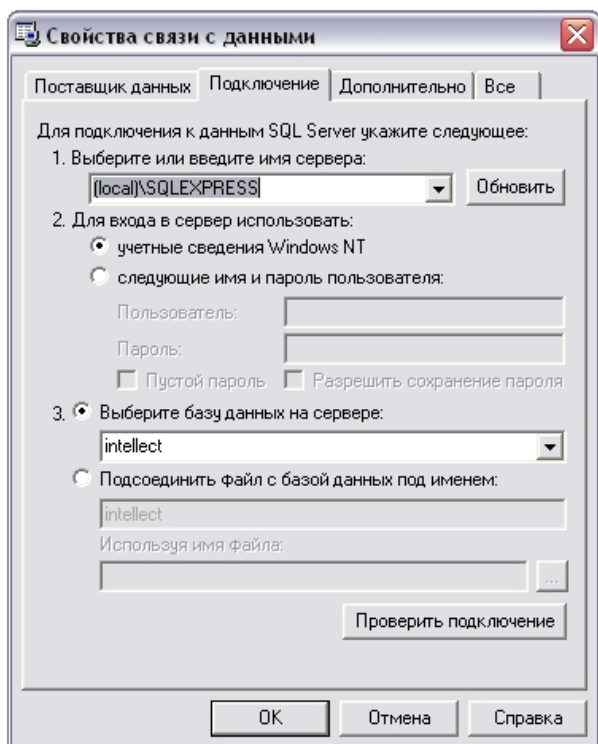 Свойства связи с данными
Поставщик данных Подключение Дополнительно Все
Для подключения к данным SQL Server укажите следующее:
1. Выберите или введите имя сервера:
(local)\SQLEXPRESS Обновить
2. Для входа в сервер использовать:
учетные сведения Windows NT
следующие имя и пароль пользователя:
Пользователь:
Пароль:
Пустой пароль Разрешить сохранение пароля
3. Выберите базу данных на сервере:
intellect
Подсоединить файл с базой данных под именем:
intellect
Используя имя файла:
...
Проверить подключение
OK Отмена Справка